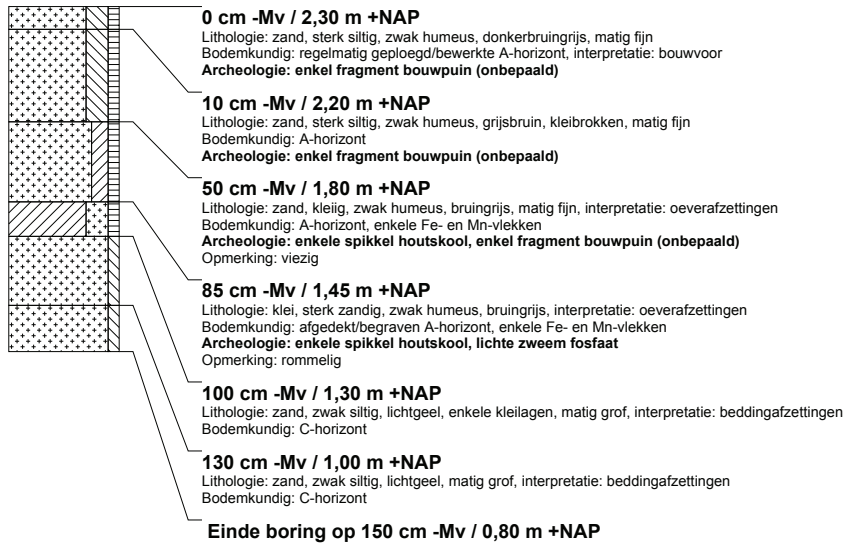 0 cm -Mv / 2,30 m +NAP
Lithologie: zand, sterk siltig, zwak humeus, donkerbruingrijs, matig fijn
Bodemkundig: regelmatig geploegd/bewerkte A-horizont, interpretatie: bouwvoor
Archeologie: enkel fragment bouwpuin (onbepaald)
10 cm -Mv / 2,20 m +NAP
Lithologie: zand, sterk siltig, zwak humeus, grijsbruin, kleibrokken, matig fijn
Bodemkundig: A-horizont
Archeologie: enkel fragment bouwpuin (onbepaald)
50 cm -Mv / 1,80 m +NAP
Lithologie: zand, kleiig, zwak humeus, bruingrijs, matig fijn, interpretatie: oeverafzettingen
Bodemkundig: A-horizont, enkele Fe- en Mn-vlekken
Archeologie: enkele spikkel houtskool, enkel fragment bouwpuin (onbepaald)
Opmerking: viezig
85 cm -Mv / 1,45 m +NAP
Lithologie: klei, sterk zandig, zwak humeus, bruingrijs, interpretatie: oeverafzettingen
Bodemkundig: afgedekt/begraven A-horizont, enkele Fe- en Mn-vlekken
Archeologie: enkele spikkel houtskool, lichte zweem fosfaat
Opmerking: rommelig
100 cm -Mv / 1,30 m +NAP
Lithologie: zand, zwak siltig, lichtgeel, enkele kleilagen, matig grof, interpretatie: beddingafzettingen
Bodemkundig: C-horizont
130 cm -Mv / 1,00 m +NAP
Lithologie: zand, zwak siltig, lichtgeel, matig grof, interpretatie: beddingafzettingen
Bodemkundig: C-horizont
Einde boring op 150 cm -Mv / 0,80 m +NAP